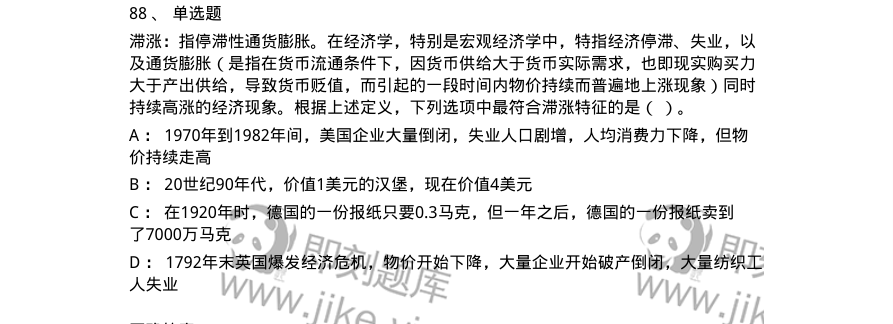 88 、 单选题
滞涨：指停滞性通货膨胀。在经济学，特别是宏观经济学中，特指经济停滞、失业，以
及通货膨胀（是指在货币流通条件下，因货币供给大于货币实际需求，也即现实购买力
大于产出供给，导致货币贬值，而引起的一段时间内物价持续而普遍地上涨现象）同时
持续高涨的经济现象。根据上述定义，下列选项中最符合滞涨特征的是（ ）。
A ： 1970年到1982年间，美国企业大量倒闭，失业人口剧增，人均消费力下降，但物
价持续走高
B ： 20世纪90年代，价值1美元的汉堡，现在价值4美元
C ： 在1920年时，德国的一份报纸只要0.3马克，但一年之后，德国的一份报纸卖到
了7000万马克
D ： 1792年末英国爆发经济危机，物价开始下降，大量企业开始破产倒闭，大量纺织工
人失业
即刻题库
www.jike
即刻
www.ji